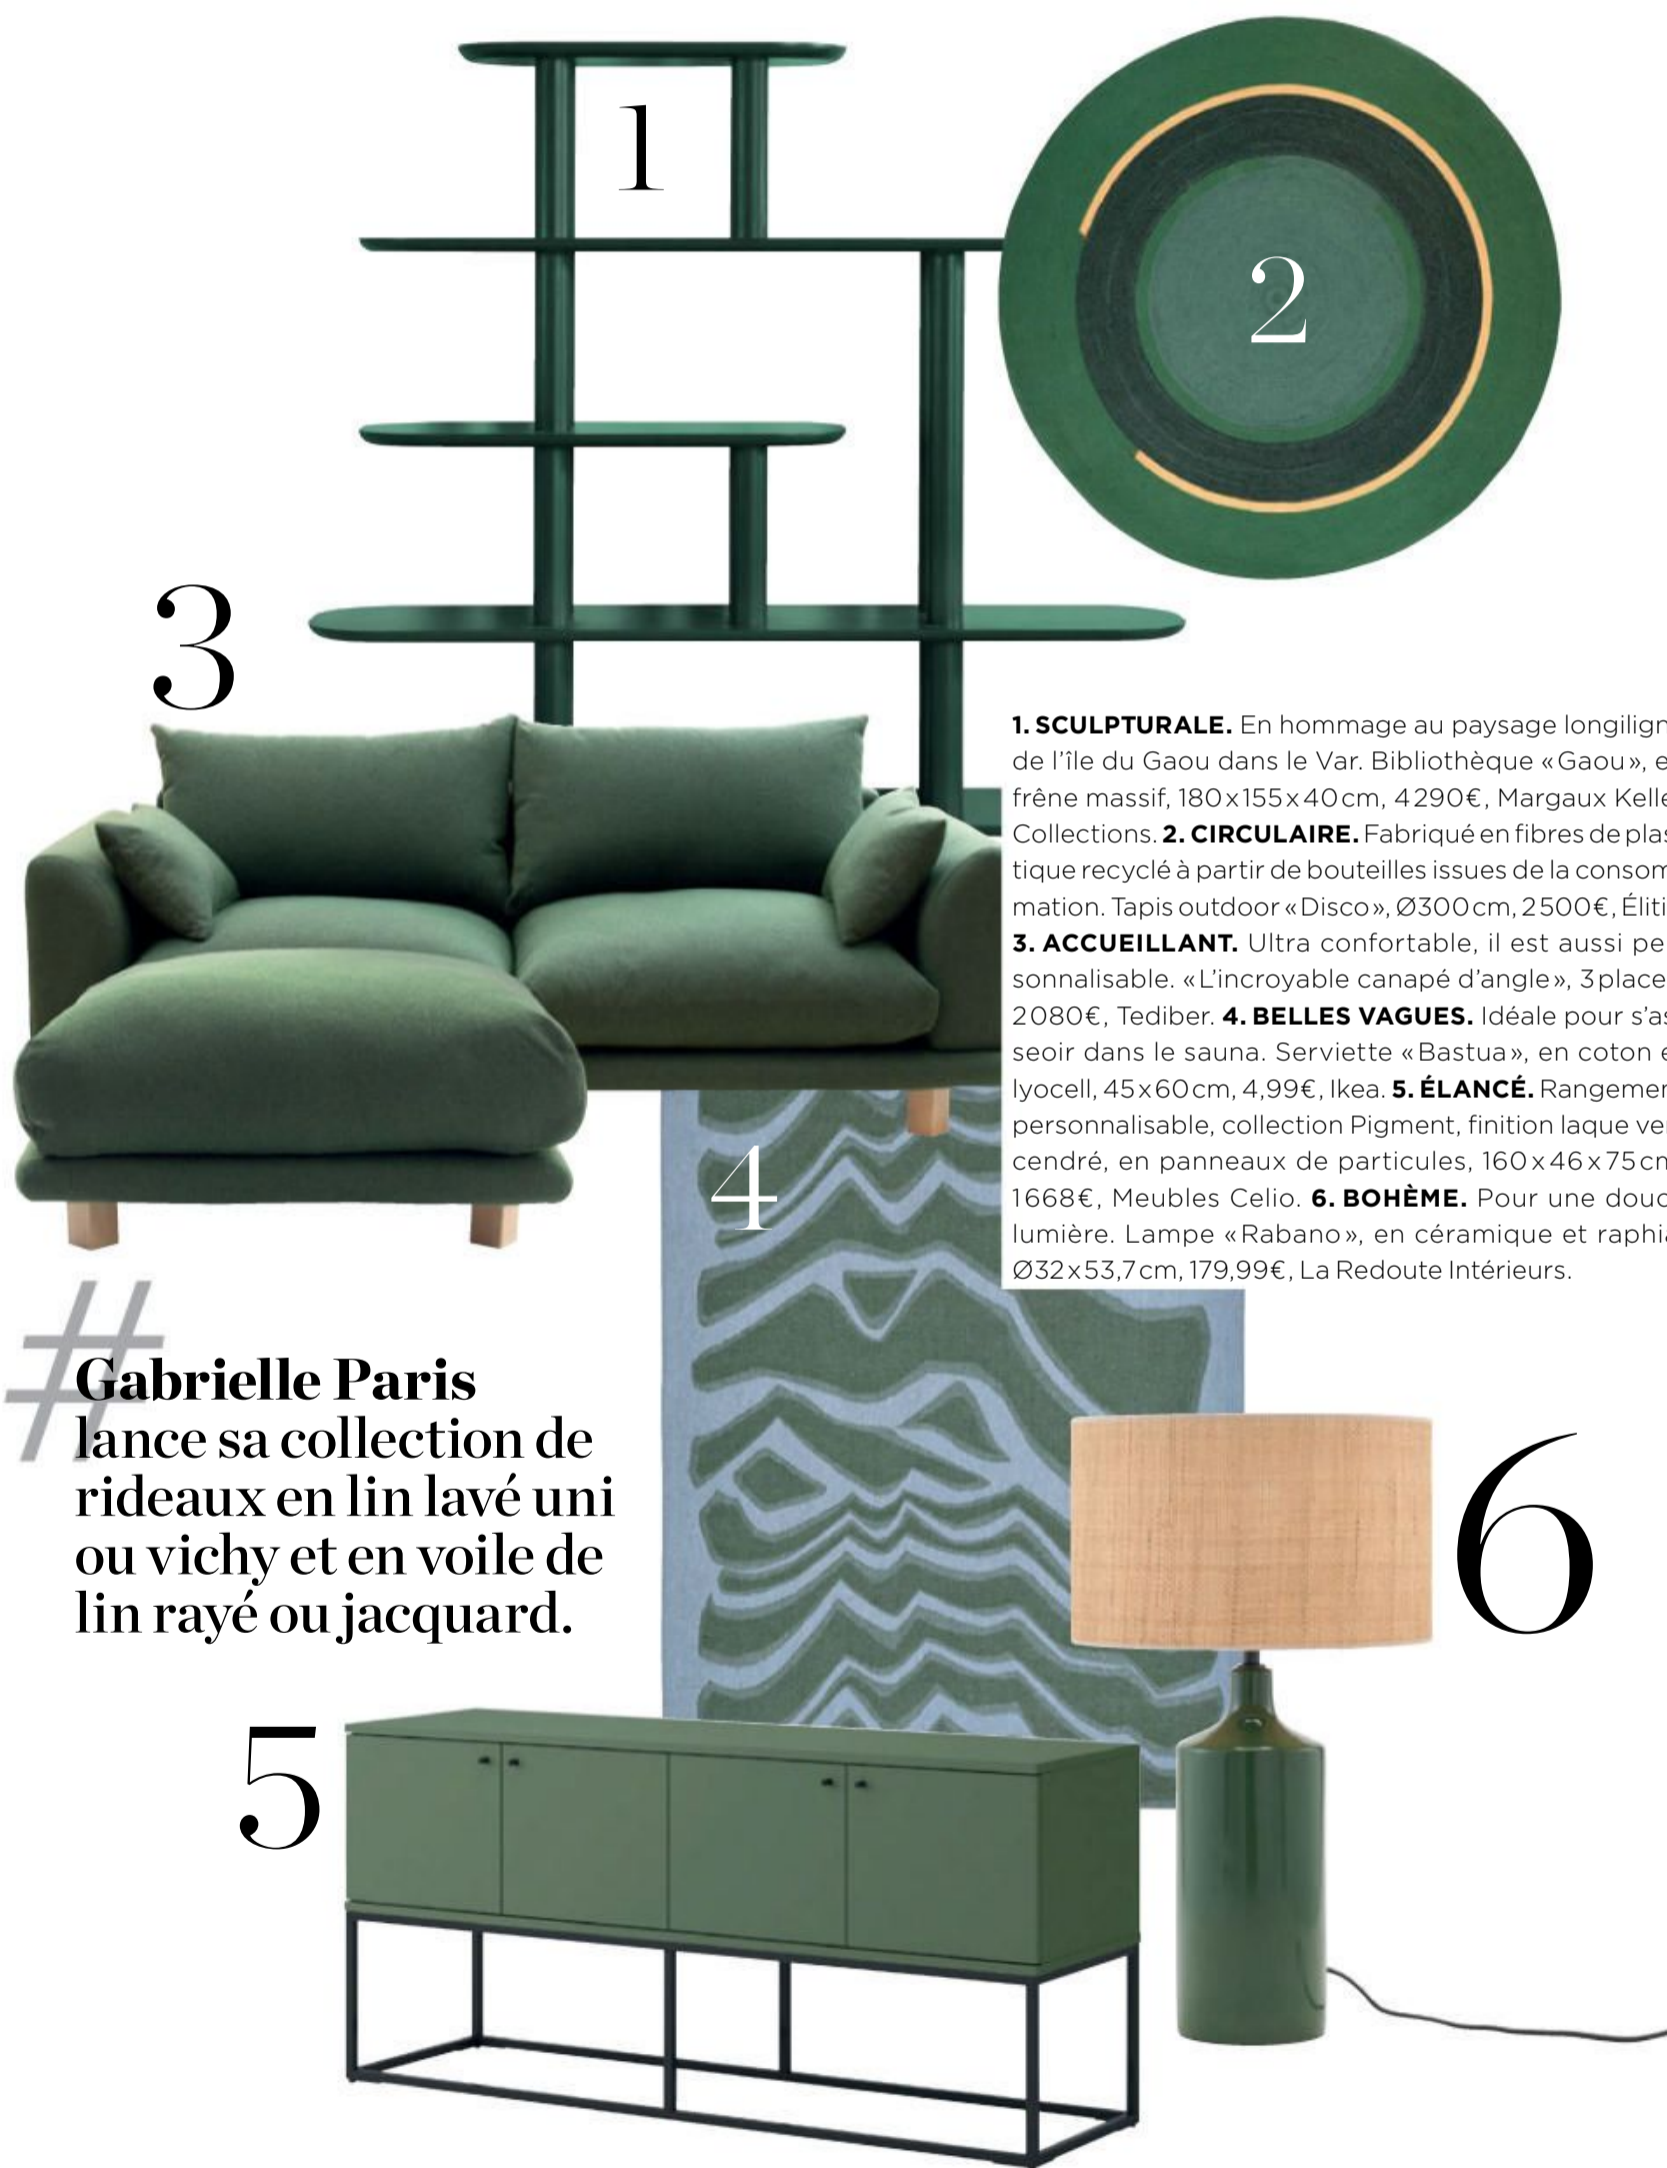 1
2
3
1. SCULPTURALE. En hommage au paysage longilign
de l'île du Gaou dans le Var. Bibliothèque «Gaou», e
frêne massif, 180x155x40cm, 4290€, Margaux Kelle
Collections. 2. CIRCULAIRE. Fabriqué en fibres de plas
tique recyclé à partir de bouteilles issues de la consom
mation. Tapis outdoor «Disco», Ø300cm, 2500€, Éliti
3. ACCUEILLANT. Ultra confortable, il est aussi pe
sonnalisable. «L'incroyable canapé d'angle», 3place
2080€, Tediber. 4. BELLES VAGUES. Idéale pour s'as
seoir dans le sauna. Serviette «Bastua», en coton e
lyocell, 45x60cm, 4,99€, Ikea. 5. ÉLANCÉ. Rangemen
personnalisable, collection Pigment, finition laque ver
cendré, en panneaux de particules, 160x46x75cm
1668€, Meubles Celio. 6. BOHÈME. Pour une douc
lumière. Lampe «Rabano», en céramique et raphia
Ø32x53,7cm, 179,99€, La Redoute Intérieurs.
4
#
Gabrielle Paris
lance sa collection de
rideaux en lin lavé uni
ou vichy et en voile de
lin rayé ou jacquard.
6
5